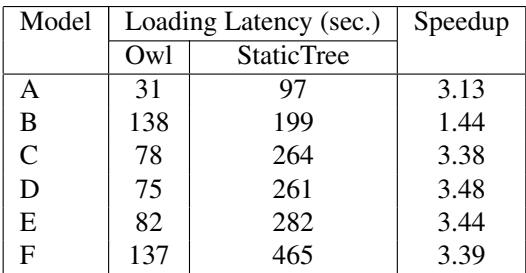 Model Loading Latency (sec.) Speedup
Owl StaticTree
A 31 97 3.13
B 138 199 1.44
C 78 264 3.38
D 75 261 3.48
E 82 282 3.44
F 137 465 3.39